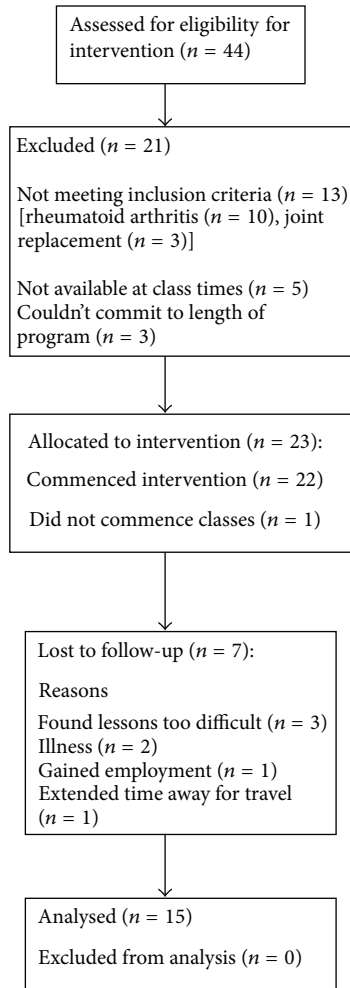 Assessed for eligibility for
intervention (n = 44)
Excluded (n = 21)
Not meeting inclusion criteria (n = 13)
[rheumatoid arthritis (n = 10), joint
replacement (n = 3)]
Not available at class times (n = 5)
Couldn't commit to length of
program (n = 3)
Allocated to intervention (n = 23):
Commenced intervention (n = 22)
Did not commence classes (n = 1)
Lost to follow-up (n = 7):
Reasons
Found lessons too difficult (n = 3)
Illness (n = 2)
Gained employment (n = 1)
Extended time away for travel
(n = 1)
Analysed (n = 15)
Excluded from analysis (n = 0)